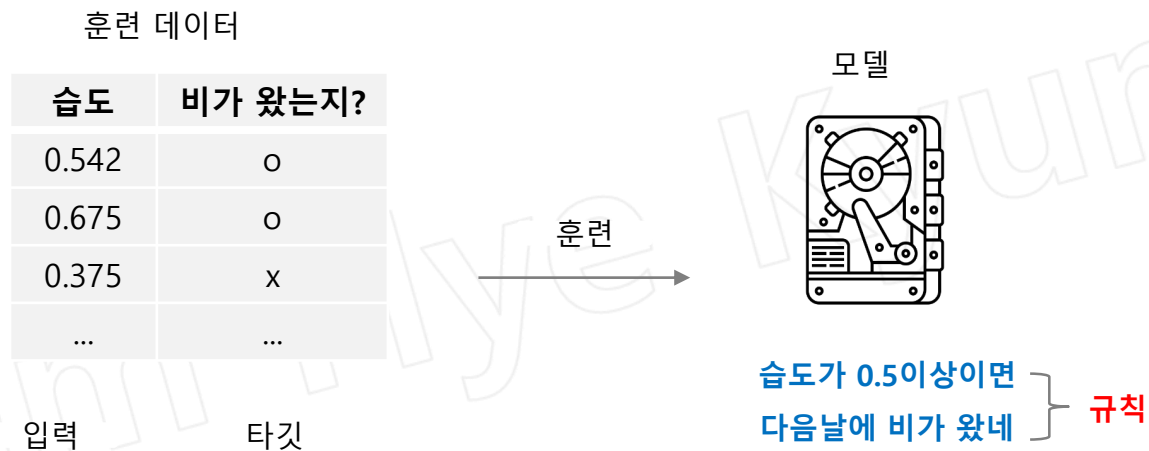 훈련 데이터
모델
습도 비가 왔는지?
0.542 o
0.675 o
0.375 x
... ...
훈련
습도가 0.5이상이면
다음날에 비가 왔네
규칙
입력 타깃